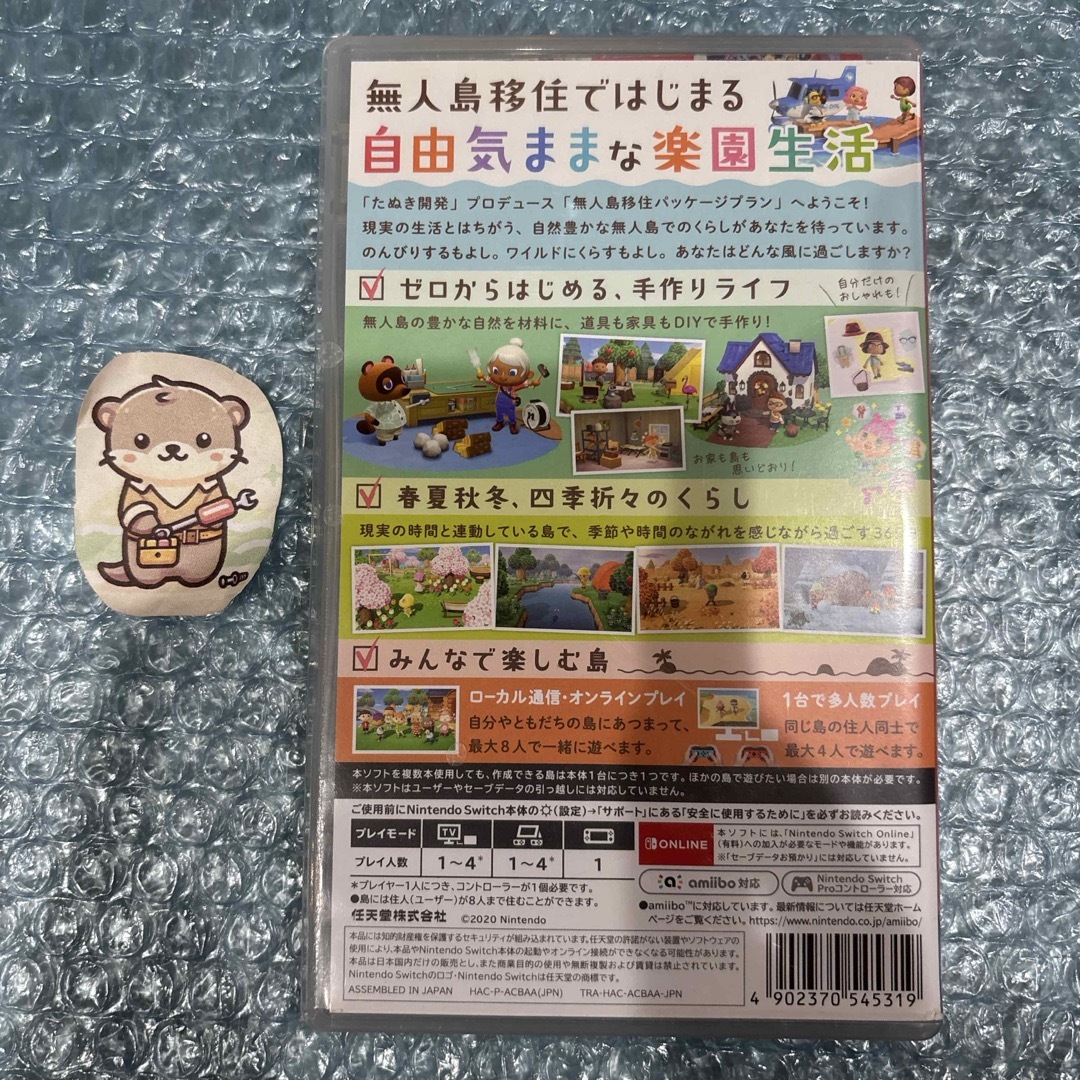 無人島移住ではじまる
自由気ままな楽園生活
「たぬき開発」プロデュース「無人島移住パッケージプラン」へようこそ!
現実の生活とはちがう、自然豊かな無人島でのくらしがあなたを待っています。
のんびりするもよし。ワイルドにくらすもよし。あなたはどんな風に過ごしますか?
ゼロからはじめる、手作りライフ
自分だけの
おしゃれも!
無人島の豊かな自然を材料に、道具も家具もDIYで手作り!
お家も島も
思いどおり!
春夏秋冬、四季折々のくらし
現実の時間と連動している島で、季節や時間のながれを感じながら過ごす36
みんなで楽しむ島
ローカル通信・オンラインプレイ
自分やともだちの島にあつまって、
最大8人で一緒に遊べます。
1台で多人数プレイ
同じ島の住人同士で
最大4人で遊べます。
本ソフトを複数本使用しても、作成できる島は本体1台につき1つです。ほかの島で遊びたい場合は別の本体が必要です。
※本ソフトはユーザーやセーブデータの引っ越しには対応していません。
ご使用前にNintendo Switch本体の(設定)→「サポート」にある「安全に使用するために」を必ずお読みください。
プレイモード TV
プレイ人数 1~4* 1~4* 1
*プレイヤー1人につき、コントローラーが1個必要です。
●島には住人(ユーザー)が8人まで住むことができます。
任天堂株式会社 ©2020 Nintendo
ONLINE
本ソフトには、「Nintendo Switch Online」
(有料)への加入が必要なモードや機能があります。
※「セーブデータお預かり」には対応していません。
amiibo 対応
Nintendo Switch
Proコントローラー対応
●amiibo™に対応しています。最新情報については任天堂ホーム
ページをご覧ください。https://www.nintendo.co.jp/amiibo/
本品には知的財産権を保護するセキュリティが組み込まれています。任天堂の許諾がない装置やソフトウェアの
使用により、本品やNintendo Switch本体の起動やオンライン接続ができなくなる可能性があります。
本品は日本国内だけの販売とし、また商業目的の使用や無断複製および賃貸は禁止されています。
Nintendo Switchのロゴ・Nintendo Switchは任天堂の商標です。
ASSEMBLED IN JAPAN HAC-P-ACBAA(JPN) TRA-HAC-ACBAA-JPN
4 902370 545319